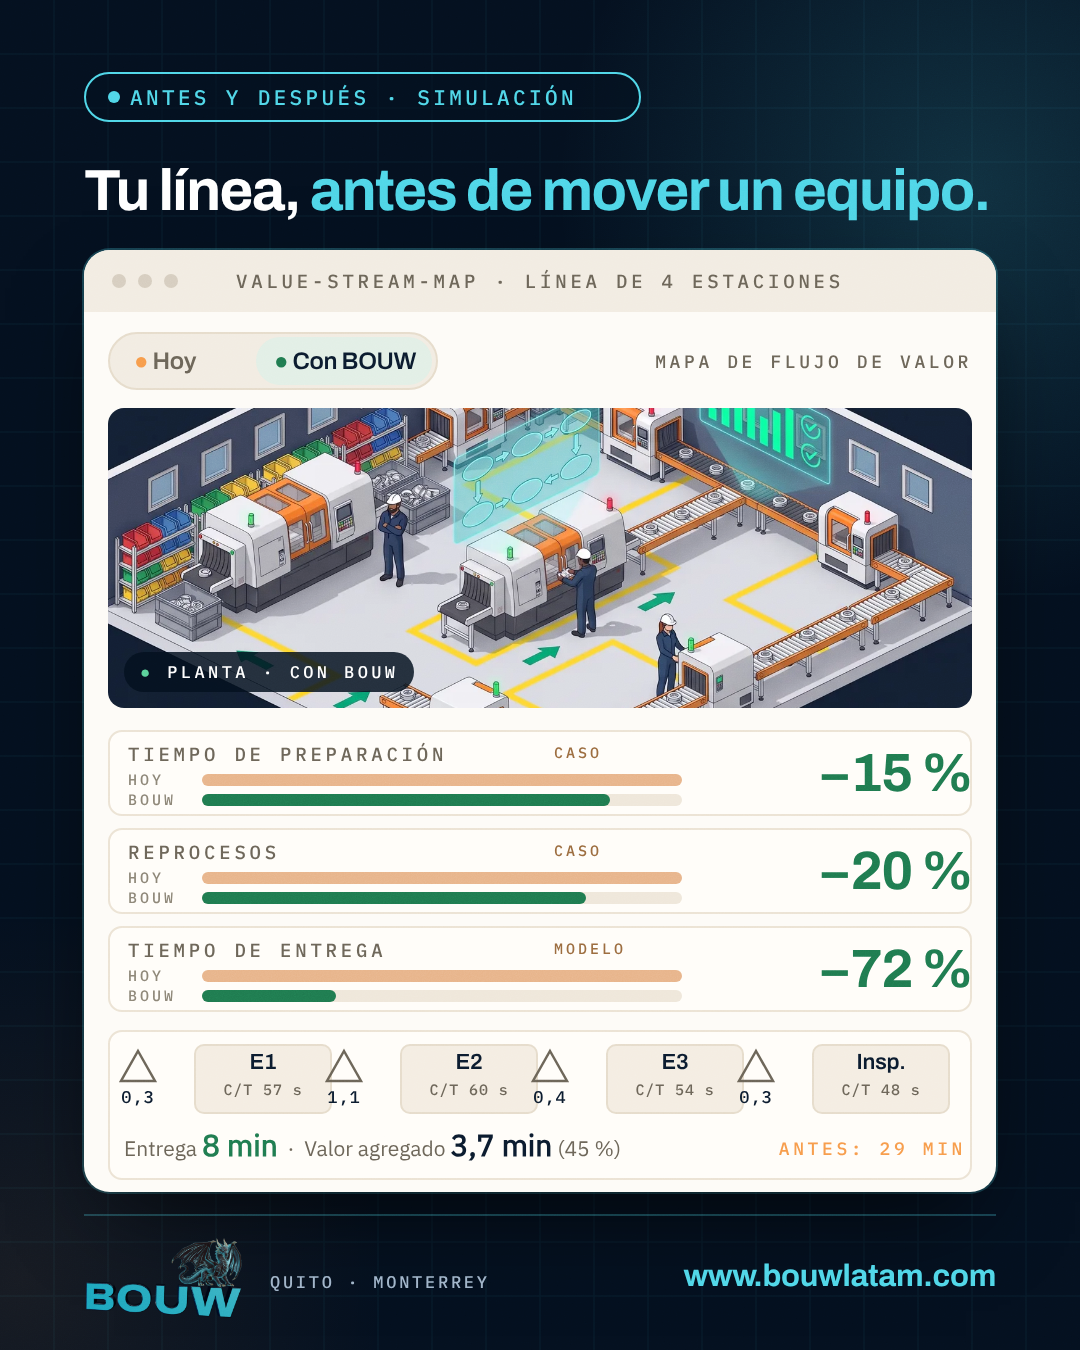 ANTES Y DESPUÉS · SIMULACIÓN
Tu línea, antes de mover un equipo.
VALUE-STREAM-MAP · LÍNEA DE 4 ESTACIONES
Hoy Con BOUW MAPA DE FLUJO DE VALOR
PLANTA · CON BOUW
TIEMPO DE PREPARACIÓN CASO –15 %
HOY
BOUW
REPROCESOS CASO –20 %
HOY
BOUW
TIEMPO DE ENTREGA MODELO –72 %
HOY
BOUW
E1 E2 E3 Insp.
C/T 57 s C/T 60 s C/T 54 s C/T 48 s
0,3 1,1 0,4 0,3
Entrega 8 min · Valor agregado 3,7 min (45 %) ANTES: 29 MIN
BOUW QUITO · MONTERREY www.bouwlatam.com